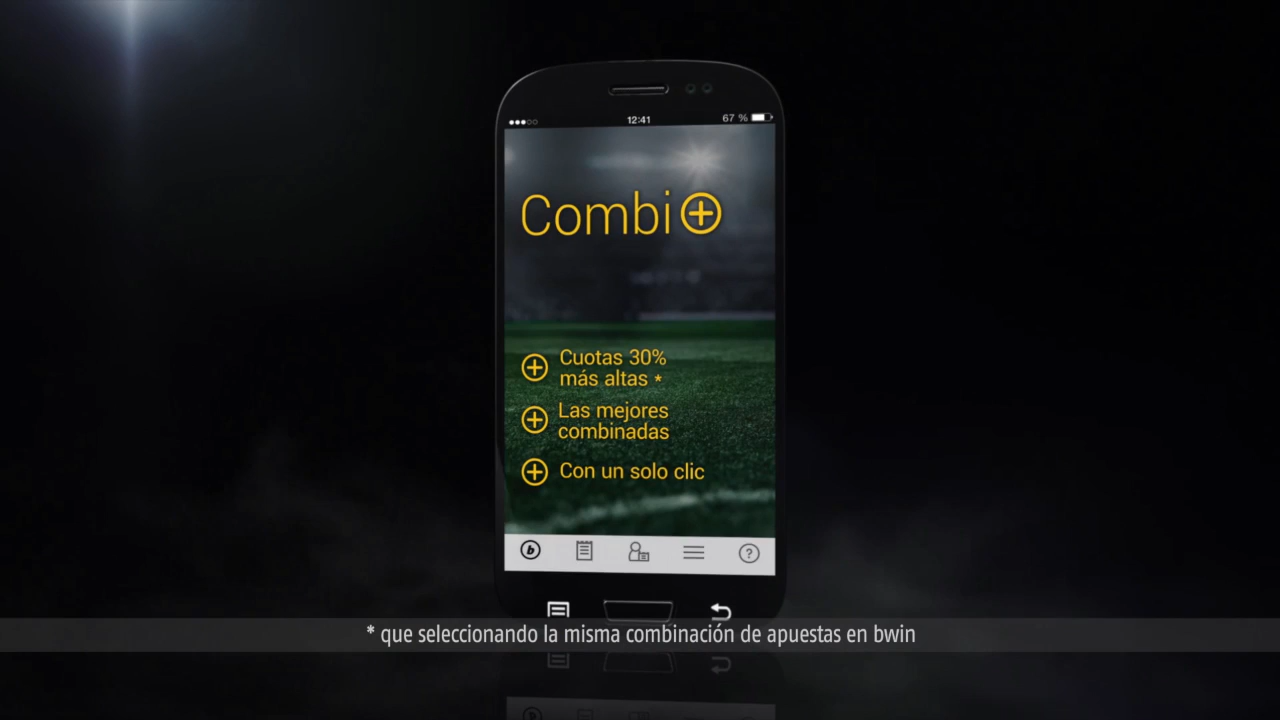 12:41
67 %
Combi+
Cuotas 30%
más altas *
Las mejores
combinadas
Con un solo clic
b
?
* que seleccionando la misma combinación de apuestas en bwin